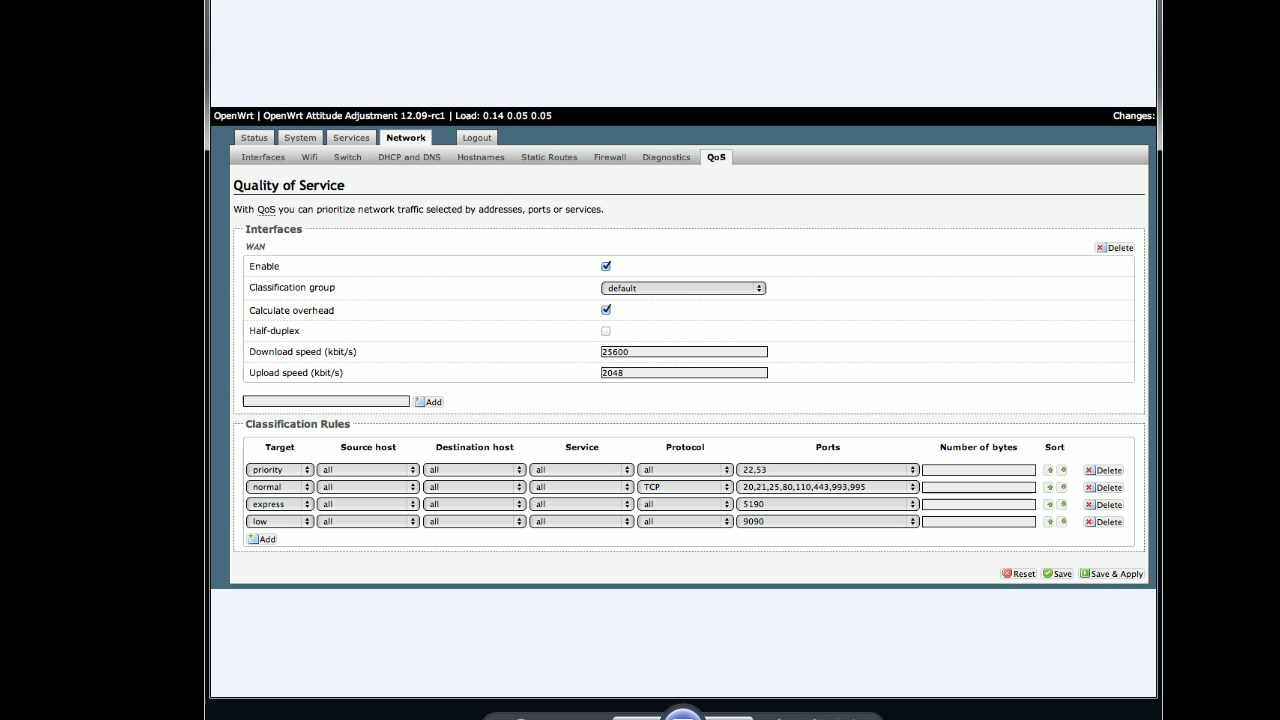 OpenWrt | OpenWrt Attitude Adjustment 12.09-rc1 | Load: 0.14 0.05 0.05 Changes:
Status System Services Network Logout
Interfaces Wifi Switch DHCP and DNS Hostnames Static Routes Firewall Diagnostics QoS
Quality of Service
With QoS you can prioritize network traffic selected by addresses, ports or services.
Interfaces
WAN Delete
Enable
Classification group default
Calculate overhead
Half-duplex
Download speed (kbit/s) 25600
Upload speed (kbit/s) 2048
Add
Classification Rules
Target Source host Destination host Service Protocol Ports Number of bytes Sort
priority all all all all 22,53 Delete
normal all all all TCP 20,21,25,80,110,443,993,995 Delete
express all all all all 5190 Delete
low all all all all 9090 Delete
Add
Reset Save Save & Apply